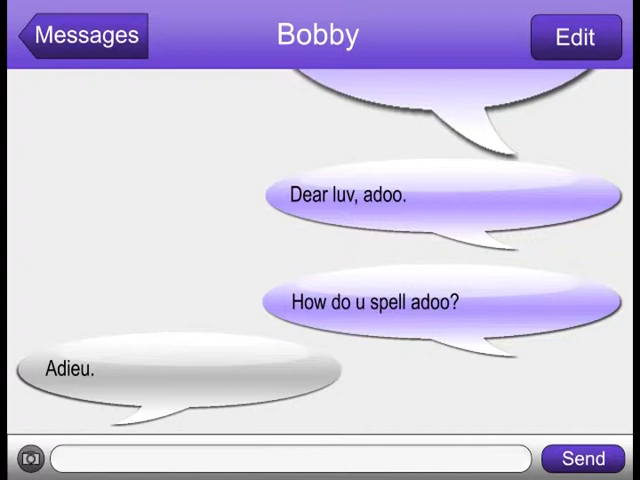 Messages
Bobby
Edit
Dear luv, adoo.
How do u spell adoo?
Adieu.
Send